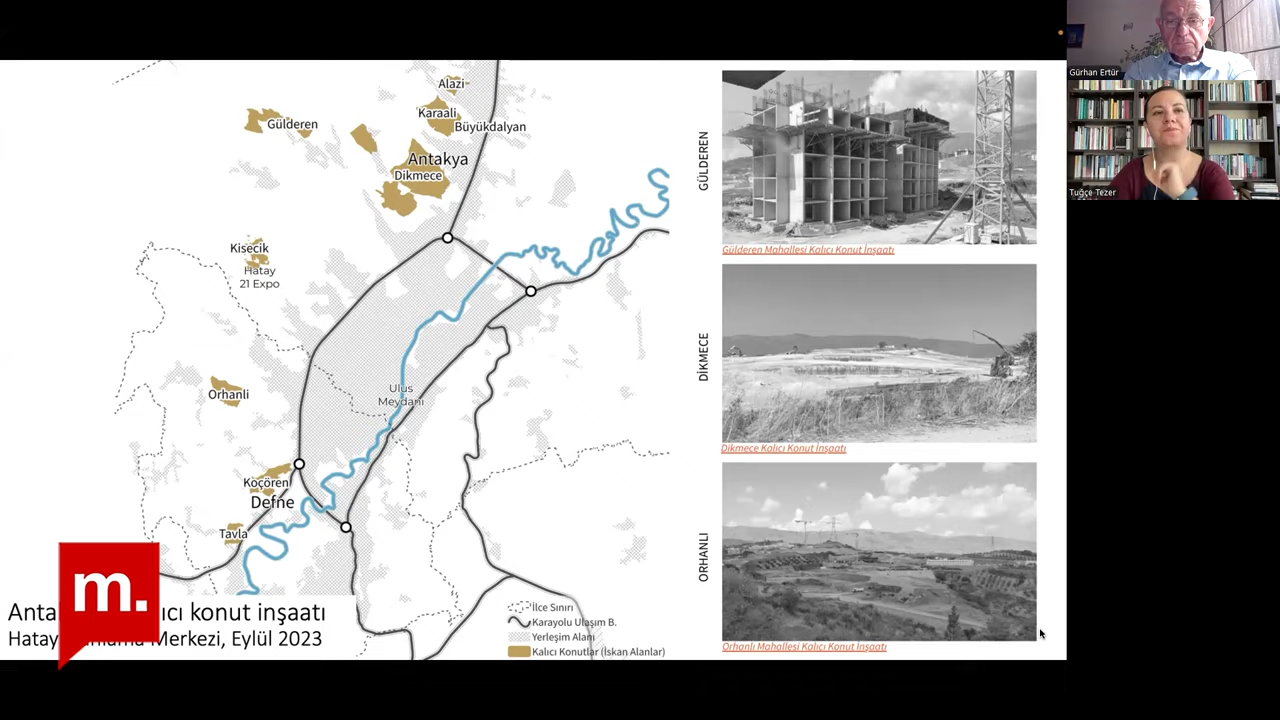 Alazi
Gülderen
Karaali
Büyükdalyan
Antakya
Dikmece
Kisecik
Hatay
21 Expo
Orhanli
Ulus
Meydanı
Koçören
Defne
Tavla
m.
Anta
ıcı konut inşaatı
Hatay
Merkezi, Eylül 2023
İlce Sınırı
Karayolu Ulaşım B.
Yerleşim Alanı
Kalıcı Konutlar (İskan Alanlar)
GÜLDEREN
Gülderen Mahallesi Kalıcı Konut İnşaatı
DİKMECE
Dikmece Kalıcı Konut İnşaatı
ORHANLI
Orhanlı Mahallesi Kalıcı Konut İnşaatı
Gürhan Ertür
Tuğçe Tezer